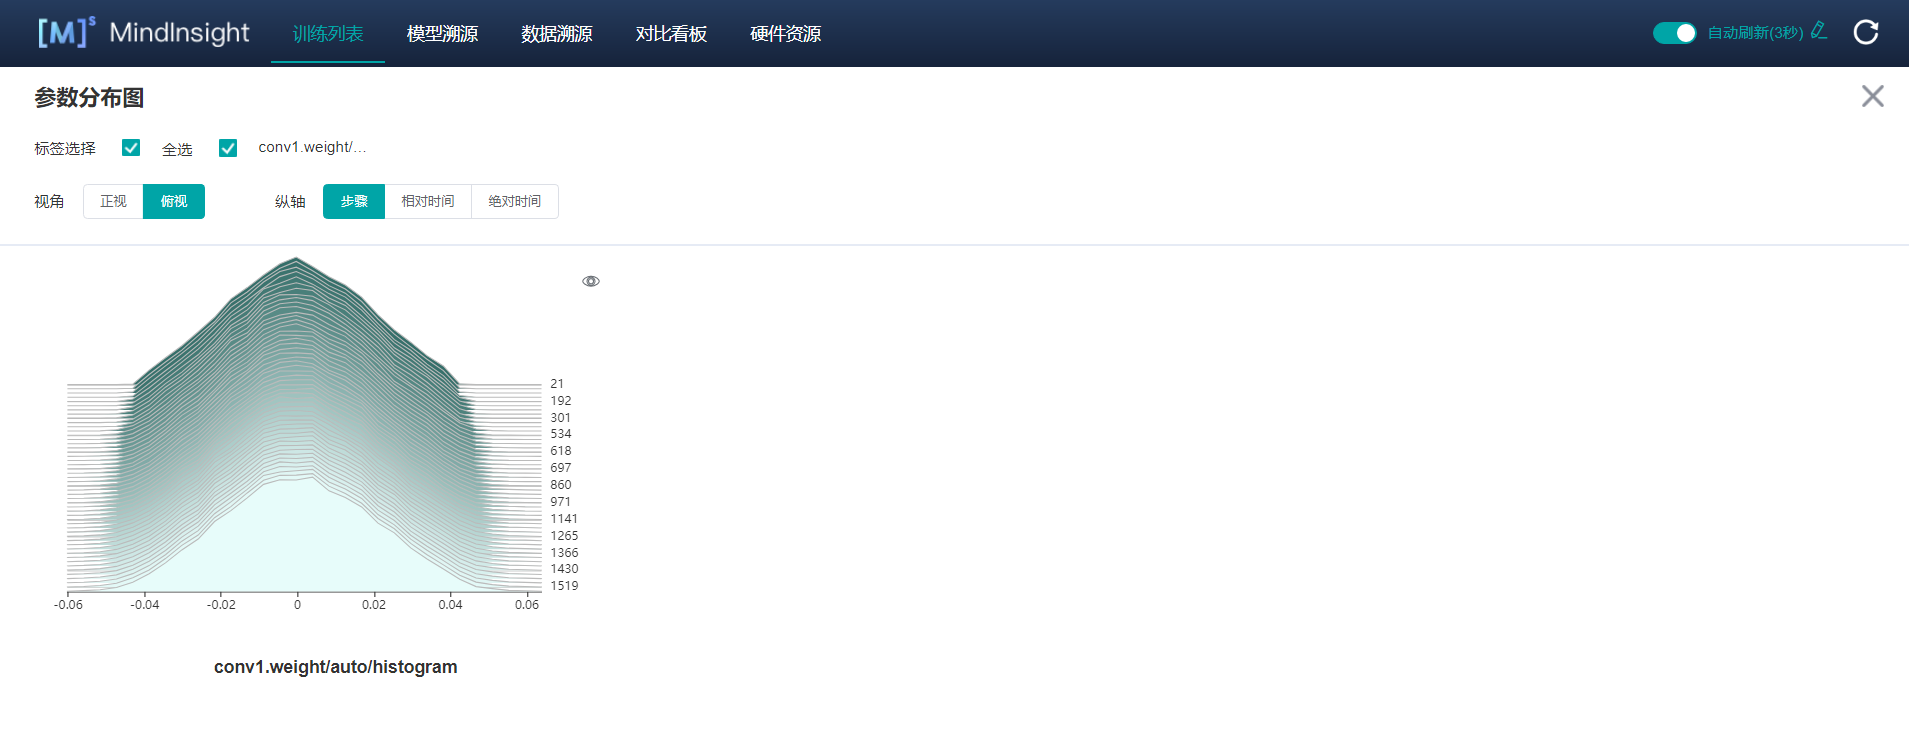 [M]s MindInsight 训练列表 模型溯源 数据溯源 对比看板 硬件资源 自动刷新(3秒)
参数分布图
标签选择 全选 conv1.weight/...
视角 正视 俯视 纵轴 步骤 相对时间 绝对时间
21
192
301
534
618
697
860
971
1141
1265
1366
1430
1519
-0.06 -0.04 -0.02 0 0.02 0.04 0.06
conv1.weight/auto/histogram